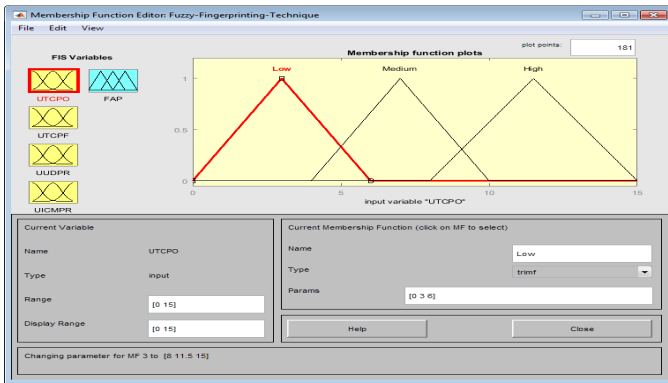 Membership Function Editor: Fuzzy-Fingerprinting-Technique
File Edit View
FIS Variables
UTCPO FAP
UTCPF
UUDPR
UICMPR
Membership function plots
plot points: 181
Low Medium High
1
0.5
0
0 5 10 15
input variable "UTCPO"
Current Variable
Name UTCPO
Type input
Range [0 15]
Display Range [0 15]
Current Membership Function (click on MF to select)
Name Low
Type trimf
Params [0 3 6]
Help Close
Changing parameter for MF 3 to [8 11.5 15]